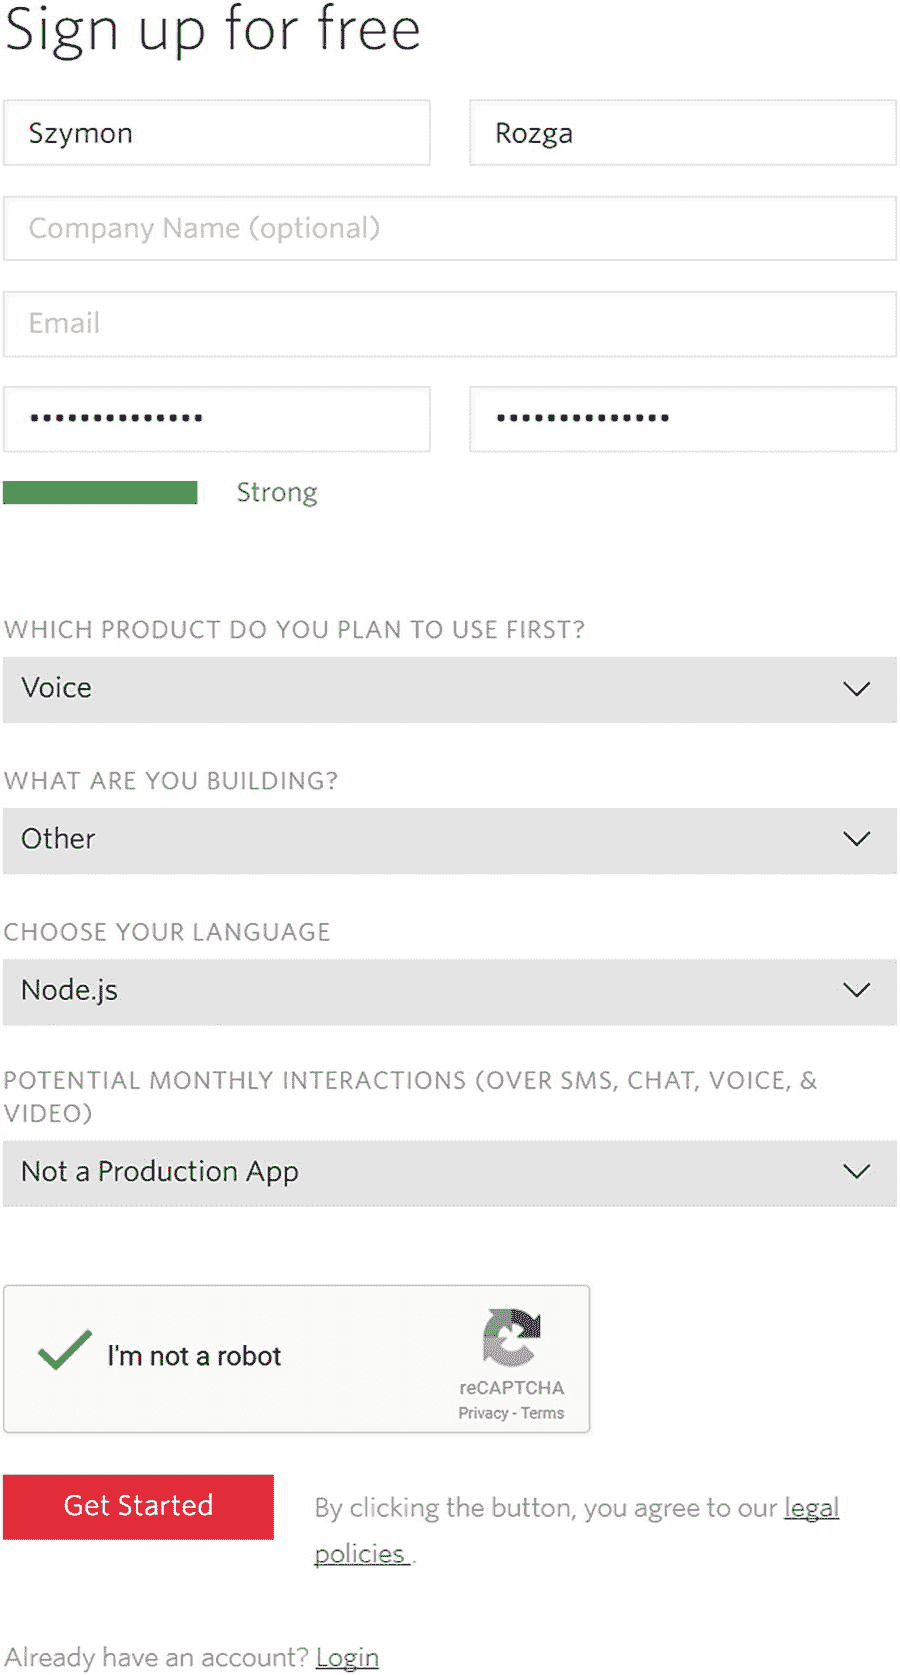 Sign up for free
Szymon Rozga
Company Name (optional)
Email
•••••••••••••• ••••••••••••••
Strong
WHICH PRODUCT DO YOU PLAN TO USE FIRST?
Voice
WHAT ARE YOU BUILDING?
Other
CHOOSE YOUR LANGUAGE
Node.js
POTENTIAL MONTHLY INTERACTIONS (OVER SMS, CHAT, VOICE, &
VIDEO)
Not a Production App
I'm not a robot
reCAPTCHA
Privacy - Terms
Get Started
By clicking the button, you agree to our legal
policies .
Already have an account? Login